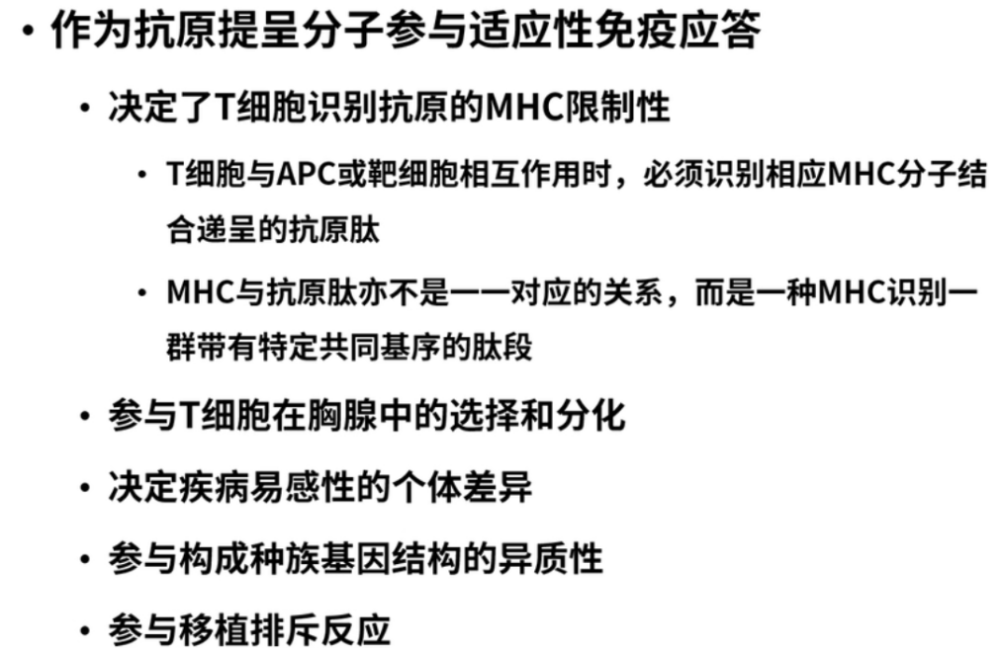 • 作为抗原提呈分子参与适应性免疫应答
• 决定了T细胞识别抗原的MHC限制性
• T细胞与APC或靶细胞相互作用时，必须识别相应MHC分子结
合递呈的抗原肽
• MHC与抗原肽亦不是一一对应的关系，而是一种MHC识别一
群带有特定共同基序的肽段
• 参与T细胞在胸腺中的选择和分化
• 决定疾病易感性的个体差异
• 参与构成种族基因结构的异质性
• 参与移植排斥反应